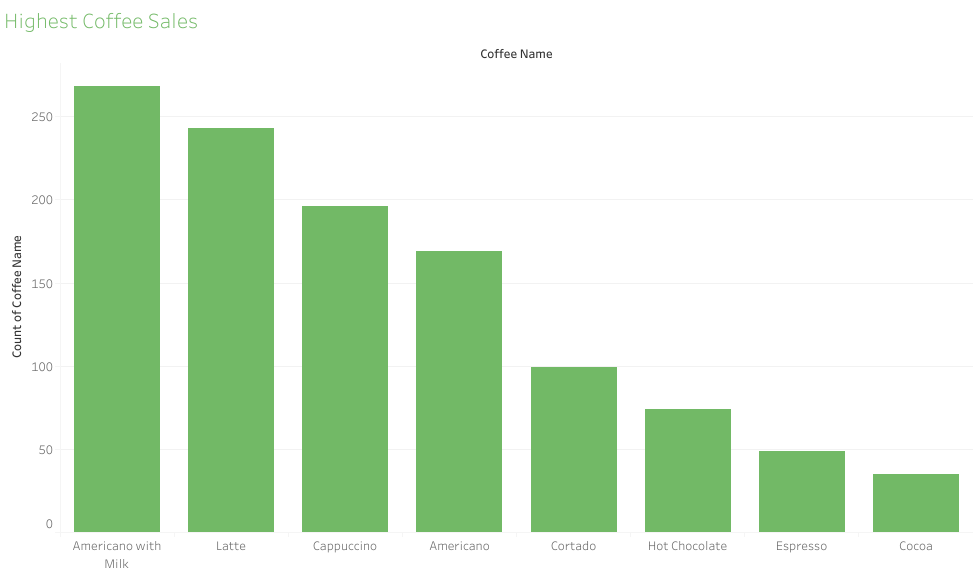 Highest Coffee Sales
Coffee Name
Count of Coffee Name
250
200
150
100
50
0
Americano with
Milk
Latte
Cappuccino
Americano
Cortado
Hot Chocolate
Espresso
Cocoa